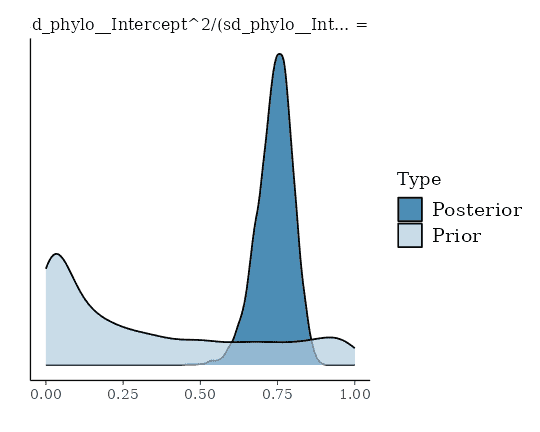 d_phylo__Intercept^2/(sd_phylo__Int... =
Type
Posterior
Prior
0.00 0.25 0.50 0.75 1.00